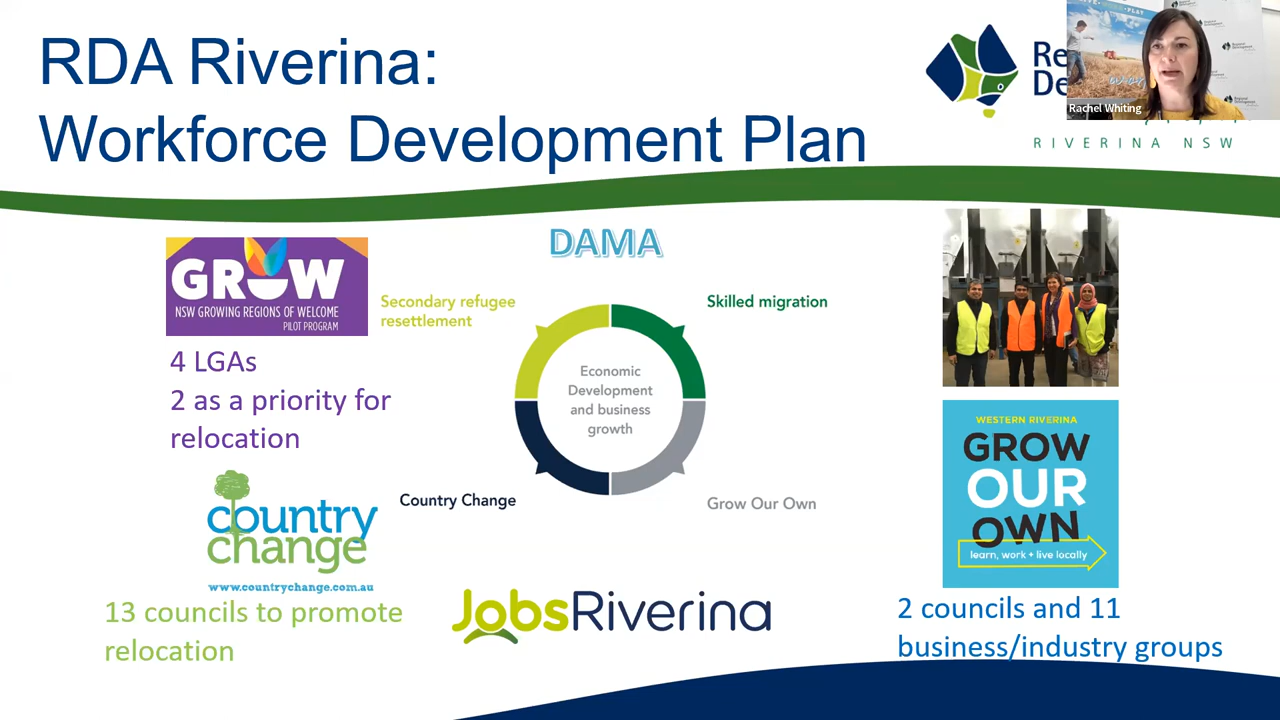 RDA Riverina:
Workforce Development Plan
Rachel Whiting
RIVERINA NSW
DAMA
GROW
NSW GROWING REGIONS OF WELCOME
PILOT PROGRAM
4 LGAs
2 as a priority for
relocation
Secondary refugee
resettlement
Skilled migration
Economic
Development
and business
growth
Country Change
Grow Our Own
country
change
www.countrychange.com.au
13 councils to promote
relocation
JobsRiverina
WESTERN RIVERINA
GROW
OUR
OWN
learn, work + live locally
2 councils and 11
business/industry groups